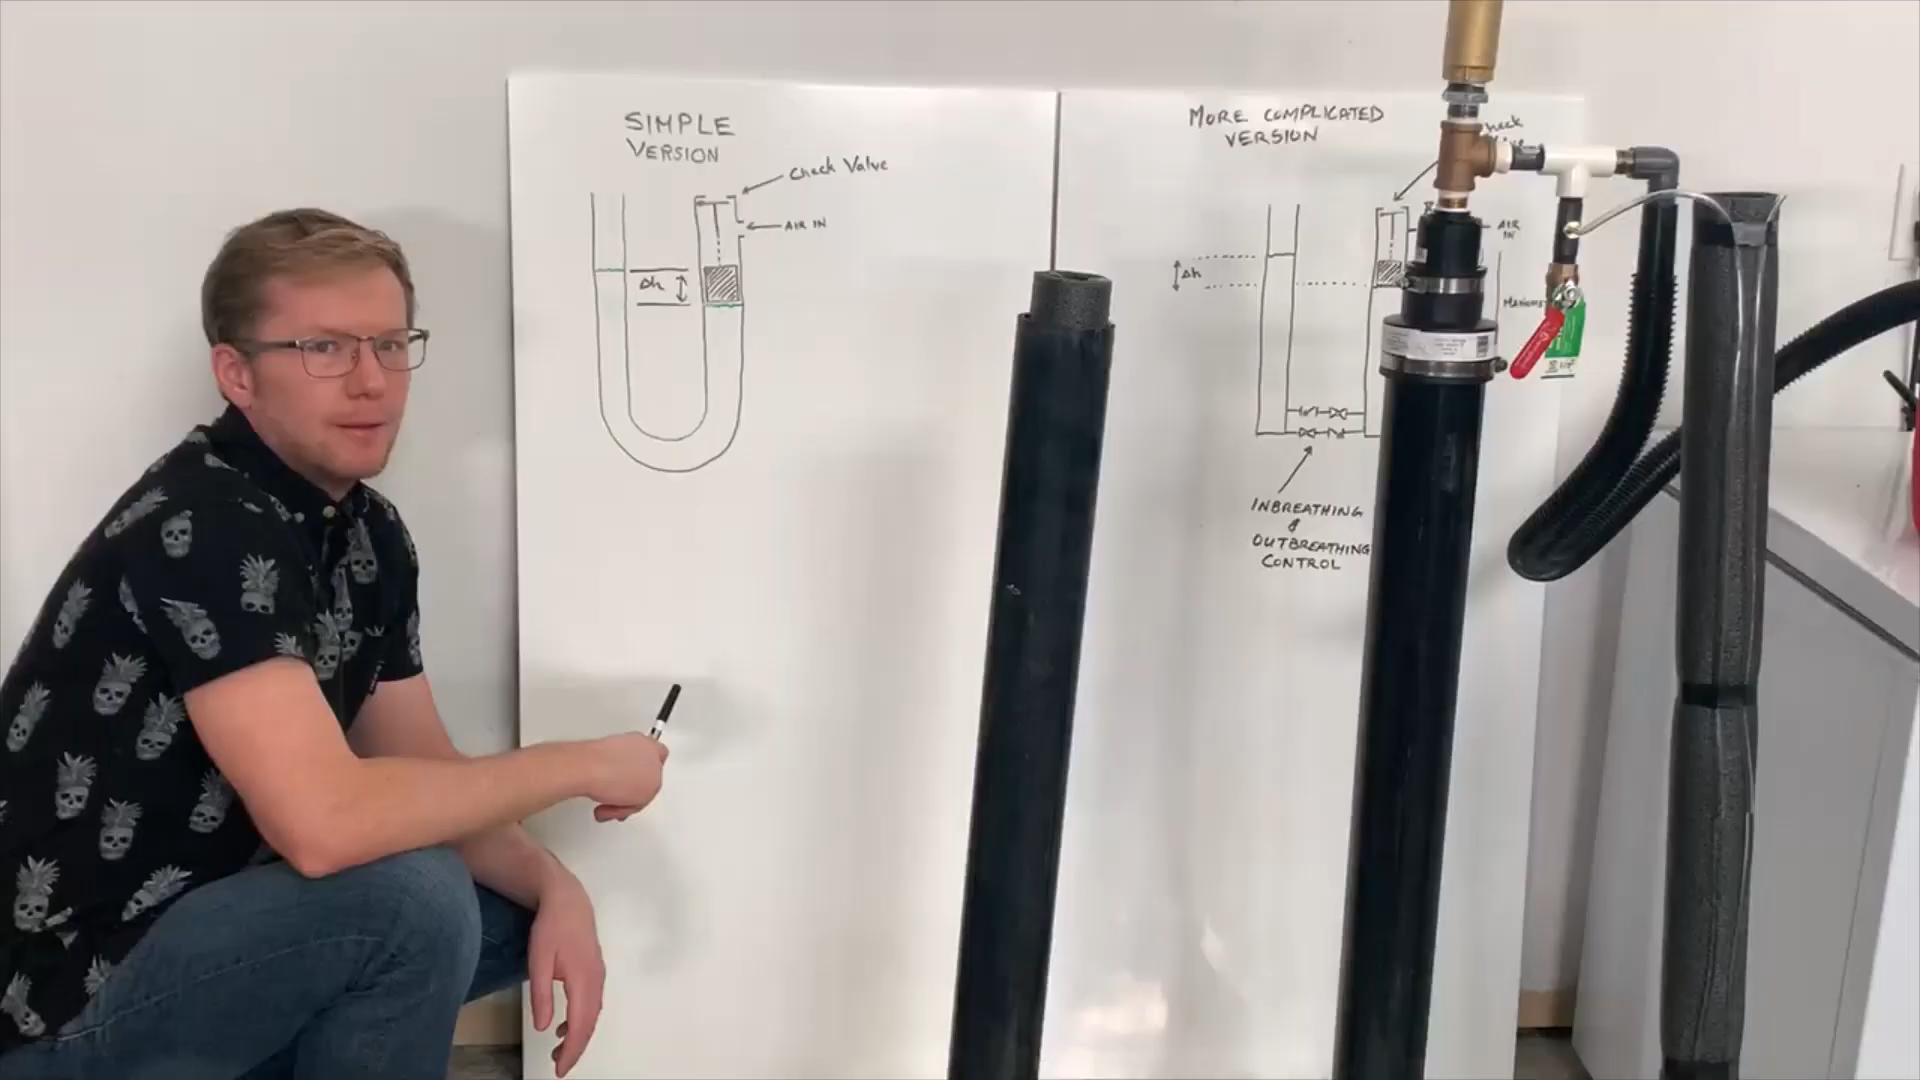 SIMPLE
VERSION
Check Valve
AIR IN
Δh
MORE COMPLICATED
VERSION
AIR
IN
Δh
INBREATHING
&
OUTBREATHING
CONTROL